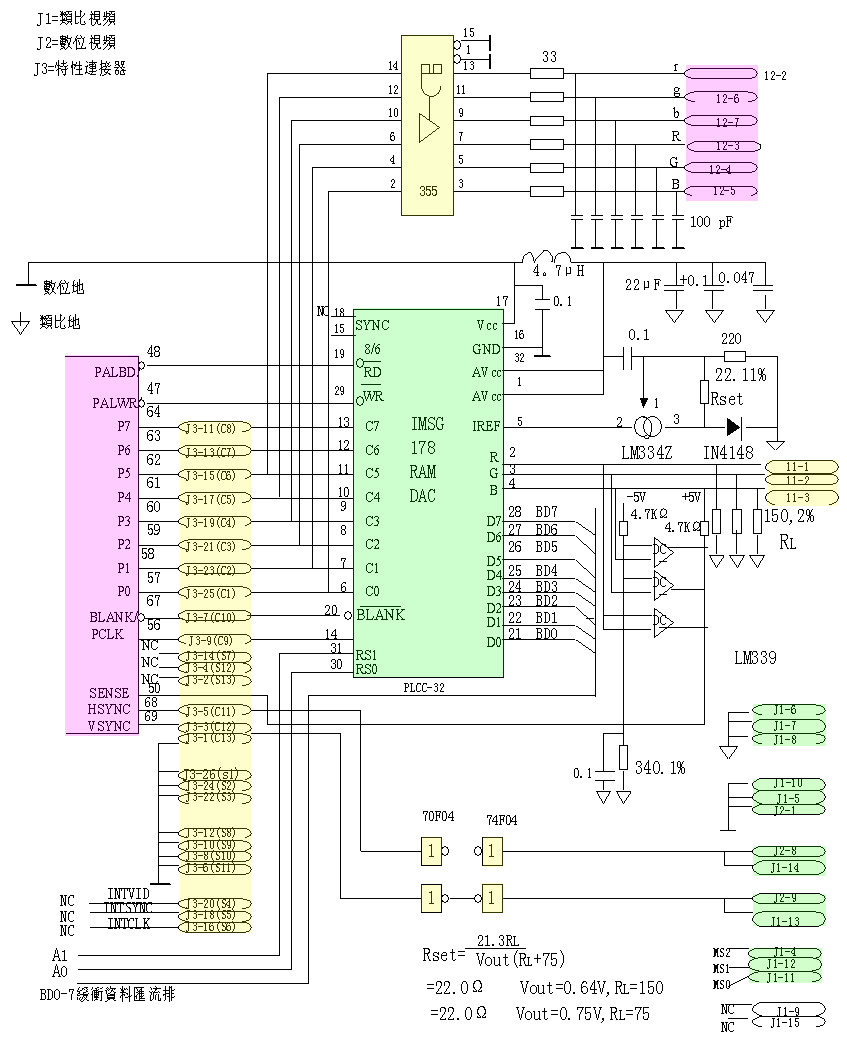 J1=類比視頻
J2=數位視頻
J3=特性連接器
數位地
類比地
14
12
10
6
4
2
15
1
13
11
9
7
5
3
355
33
r
g
b
R
G
B
12-2
12-6
12-7
12-3
12-4
12-5
100 pF
4。7μH
0.1
22μF
+0.1
0.047
NC 18
15
19
29
13
12
11
10
9
8
7
6
20
14
31
30
SYNC
8/6
RD
WR
C7
C6
C5
C4
C3
C2
C1
C0
BLANK
RS1
RS0
IMSG
178
RAM
DAC
PLCC-32
17
Vcc
16
GND
32
AVcc
1
AVcc
IREF 5
R 2
G 3
B 4
D7 28 BD7
D6 27 BD6
D5 26 BD5
D4 25 BD4
D3 24 BD3
D2 23 BD2
D1 22 BD1
D0 21 BD0
0.1
220
22.11%
Rset
2
1
3
LM334Z
IN4148
11-1
11-2
11-3
-5V
+5V
4.7KΩ
4.7KΩ
150,2%
RL
DC
DC
DC
LM339
0.1
340.1%
PALBD 48
PALWR 47
P7 64
P6 63
P5 62
P4 61
P3 60
P2 59
P1 58
P0 57
BLANK/ 67
PCLK 56
NC
NC
NC
SENSE 50
HSYNC 68
VSYNC 69
J3-11(C8)
J3-13(C7)
J3-15(C6)
J3-17(C5)
J3-19(C4)
J3-21(C3)
J3-23(C2)
J3-25(C1)
J3-7(C10)
J3-9(C9)
J3-14(S7)
J3-4(S12)
J3-2(S13)
J3-5(C11)
J3-3(C12)
J3-1(C13)
J3-26(s1)
J3-24(S2)
J3-22(S3)
J3-12(S8)
J3-10(S9)
J3-8(S10)
J3-6(S11)
NC INTVID J3-20(S4)
NC INTSYNC J3-18(S5)
NC INTCLK J3-16(S6)
A1
A0
BDO-7緩衝資料匯流排
70F04
74F04
1
1
1
1
J1-6
J1-7
J1-8
J1-10
J1-5
J2-1
J2-8
J1-14
J2-9
J1-13
MS2 J1-4
MS1 J1-12
MS0 J1-11
NC J1-9
NC J1-15
Rset= 21.3RL
Vout(RL+75)
=22.0Ω Vout=0.64V,RL=150
=22.0Ω Vout=0.75V,RL=75